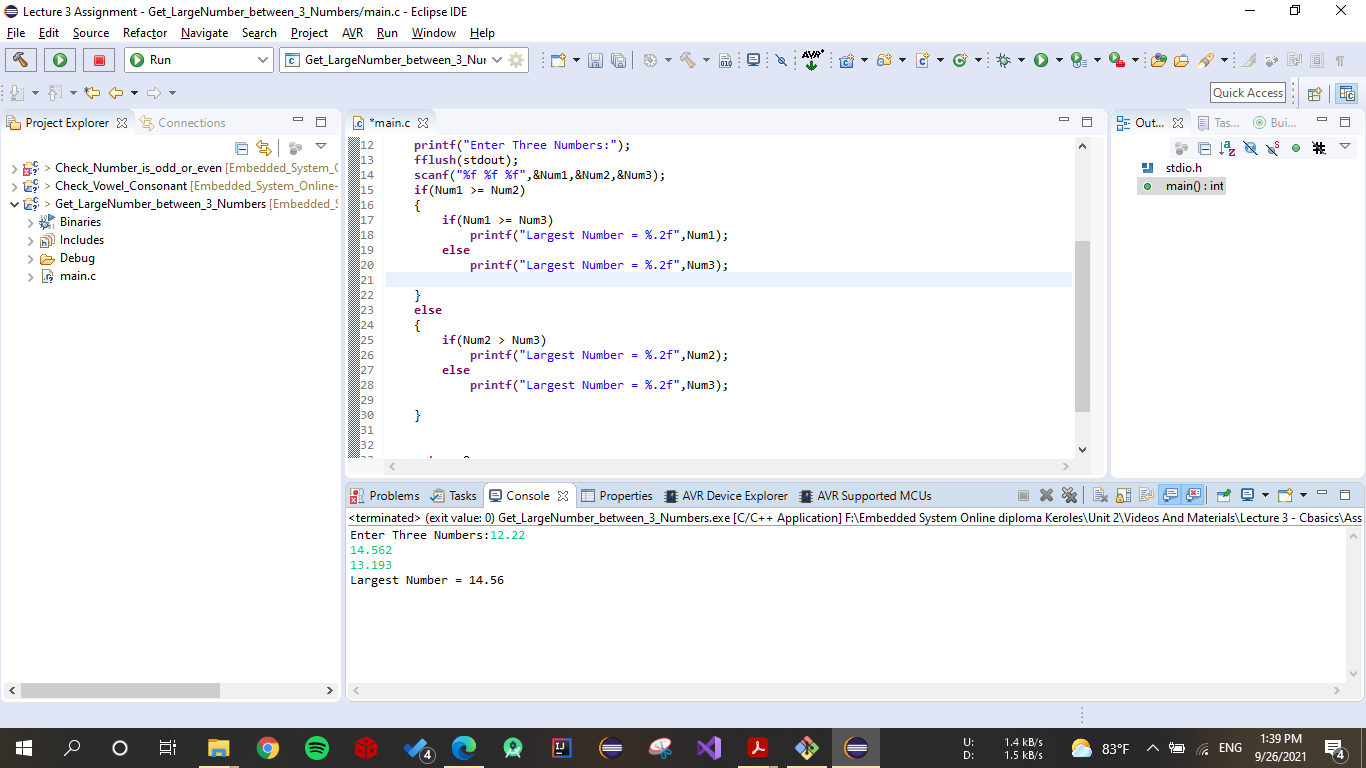 Lecture 3 Assignment - Get_LargeNumber_between_3_Numbers/main.c - Eclipse IDE
File Edit Source Refactor Navigate Search Project AVR Run Window Help
Run
Get_LargeNumber_between_3_Nur
AVR
Quick Access
Project Explorer
Connections
> Check_Number_is_odd_or_even [Embedded_System_O
> Check_Vowel_Consonant [Embedded_System_Online-
> Get_LargeNumber_between_3_Numbers [Embedded_S
Binaries
Includes
Debug
main.c
*main.c
12 printf("Enter Three Numbers:");
13 fflush(stdout);
14 scanf("%f %f %f",&Num1,&Num2,&Num3);
15 if(Num1 >= Num2)
16 {
17 if(Num1 >= Num3)
18 printf("Largest Number = %.2f",Num1);
19 else
20 printf("Largest Number = %.2f",Num3);
21
22 }
23 else
24 {
25 if(Num2 > Num3)
26 printf("Largest Number = %.2f",Num2);
27 else
28 printf("Largest Number = %.2f",Num3);
29
30 }
31
32
Out...
Tas...
Bui...
stdio.h
main() : int
Problems
Tasks
Console
Properties
AVR Device Explorer
AVR Supported MCUs
<terminated> (exit value: 0) Get_LargeNumber_between_3_Numbers.exe [C/C++ Application] F:\Embedded System Online diploma Keroles\Unit 2\Videos And Materials\Lecture 3 - Cbasics\Ass
Enter Three Numbers:12.22
14.562
13.193
Largest Number = 14.56
4
U: 1.4 kB/s
D: 1.5 kB/s
83°F
ENG
1:39 PM
9/26/2021
4